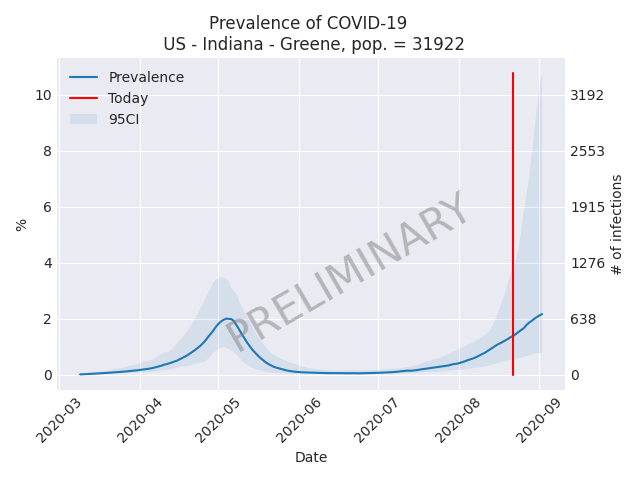 Prevalence of COVID-19
US - Indiana - Greene, pop. = 31922
Prevalence
Today
95CI
10
8
6
4
2
0
%
3192
2553
1915
1276
638
0
# of infections
PRELIMINARY
2020-03
2020-04
2020-05
2020-06
2020-07
2020-08
2020-09
Date